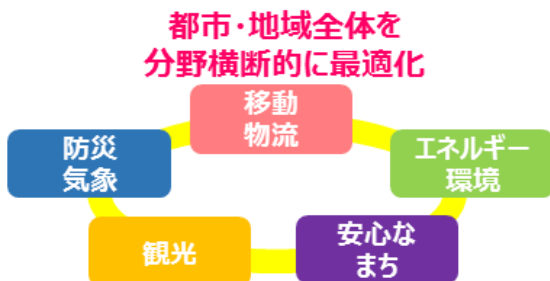 都市・地域全体を
分野横断的に最適化
移動
物流
防災
気象
エネルギー
環境
観光
安心な
まち